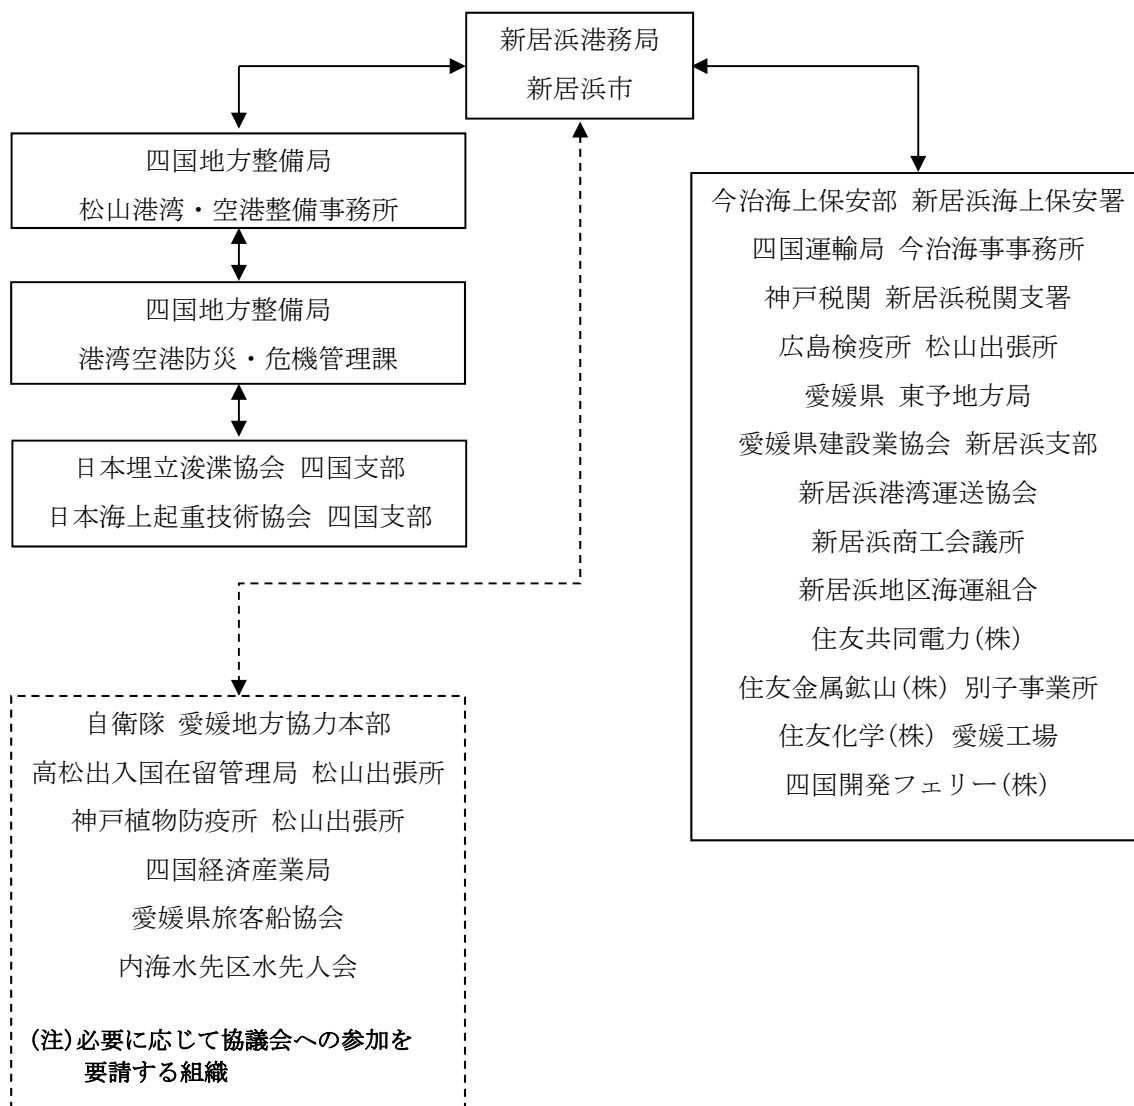 新居浜港務局
新居浜市
四国地方整備局
松山港湾・空港整備事務所
四国地方整備局
港湾空港防災・危機管理課
日本埋立浚渫協会 四国支部
日本海上起重技術協会 四国支部
今治海上保安部 新居浜海上保安署
四国運輸局 今治海事事務所
神戸税関 新居浜税関支署
広島検疫所 松山出張所
愛媛県 東予地方局
愛媛県建設業協会 新居浜支部
新居浜港湾運送協会
新居浜商工会議所
新居浜地区海運組合
住友共同電力(株)
住友金属鉱山(株) 別子事業所
住友化学(株) 愛媛工場
四国開発フェリー(株)
自衛隊 愛媛地方協力本部
高松出入国在留管理局 松山出張所
神戸植物防疫所 松山出張所
四国経済産業局
愛媛県旅客船協会
内海水先区水先人会
(注)必要に応じて協議会への参加を
要請する組織